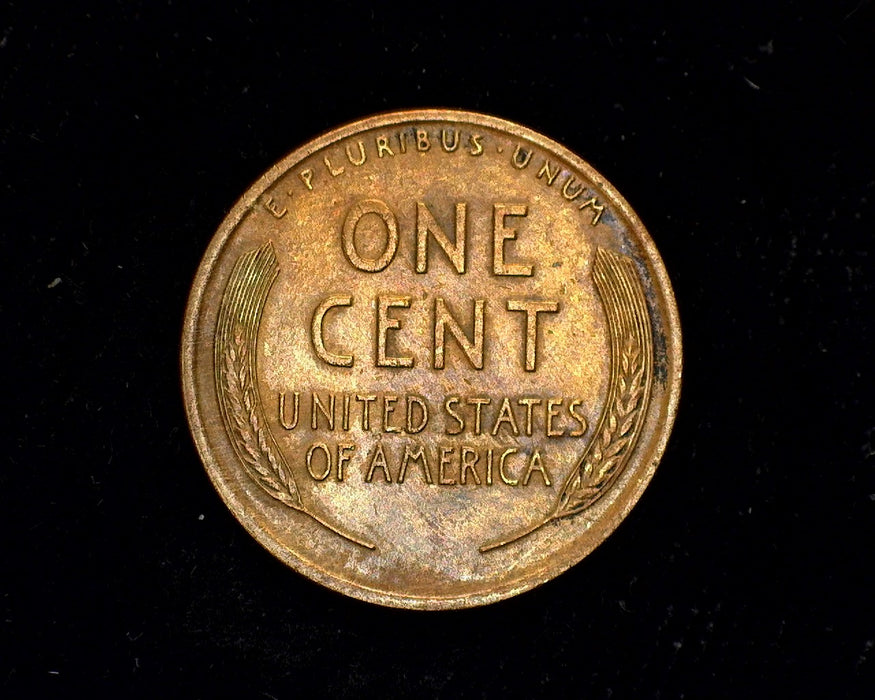 E · PLURIBUS · UNUM
ONE
CENT
UNITED STATES
OF AMERICA